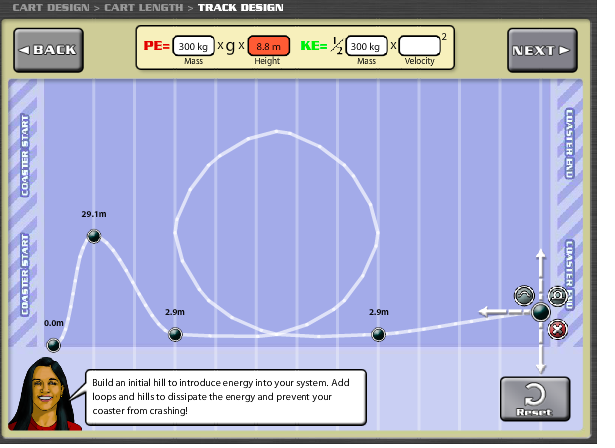 CART DESIGN > CART LENGTH > TRACK DESIGN
◄BACK
PE= 300 kg x g x 8.8 m KE= 1/2 300 kg x 2
Mass Height Mass Velocity
NEXT►
COASTER START
COASTER END
29.1m
COASTER START
COASTER END
0.0m
2.9m
2.9m
Build an initial hill to introduce energy into your system. Add
loops and hills to dissipate the energy and prevent your
coaster from crashing!
Reset